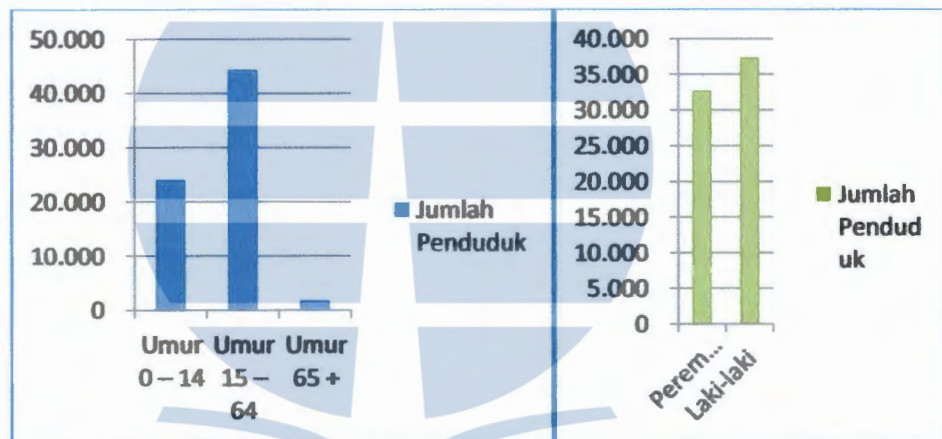 50.000
40.000
30.000
20.000
10.000
0
Umur 0 – 14
Umur 15 – 64
Umur 65 +
Jumlah
Penduduk
40.000
35.000
30.000
25.000
20.000
15.000
10.000
5.000
0
Perem...
Laki-laki
Jumlah
Pendud
uk